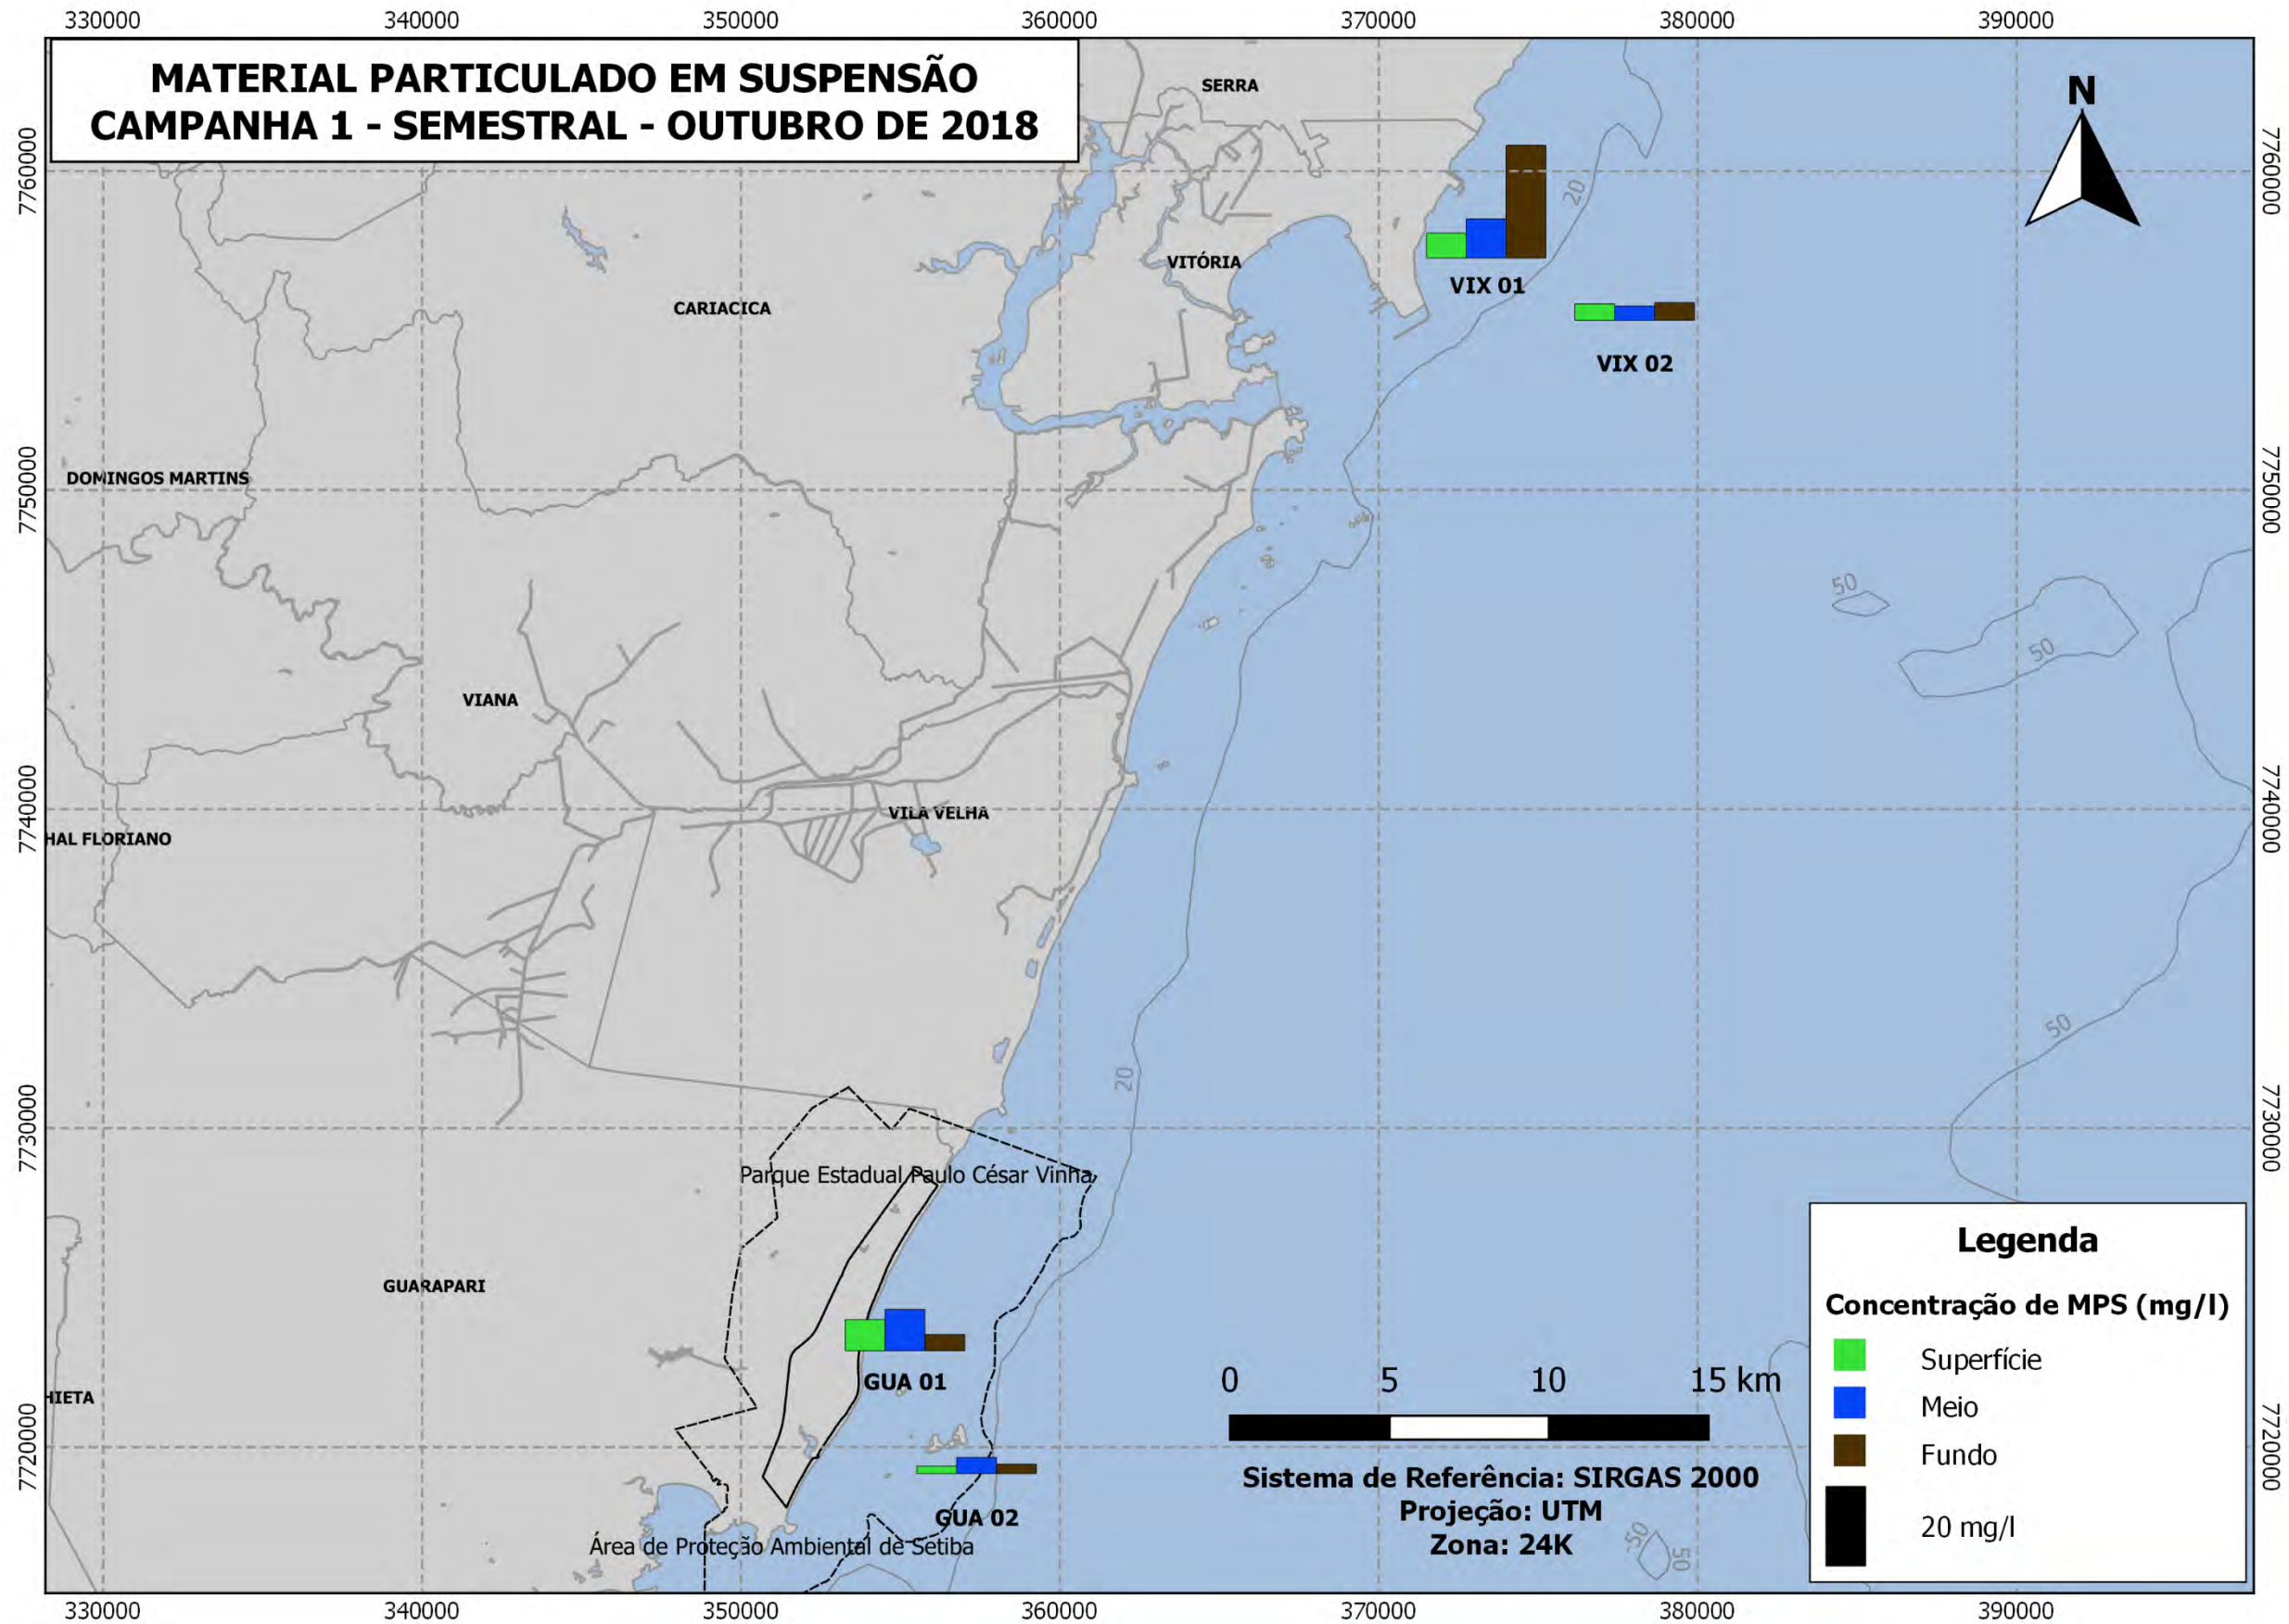 330000 340000 350000 360000 370000 380000 390000
MATERIAL PARTICULADO EM SUSPENSÃO
CAMPANHA 1 - SEMESTRAL - OUTUBRO DE 2018
SERRA
N
7760000
7760000
20
VITÓRIA
VIX 01
CARIACICA
VIX 02
DOMINGOS MARTINS
7750000
7750000
50
50
VIANA
VILA VELHA
7740000
7740000
HAL FLORIANO
50
20
7730000
7730000
Parque Estadual Paulo César Vinha
GUARAPARI
GUA 01
HIETA
7720000
7720000
GUA 02
Área de Proteção Ambiental de Setiba
0 5 10 15 km
Sistema de Referência: SIRGAS 2000
Projeção: UTM
Zona: 24K
50
50
Legenda
Concentração de MPS (mg/l)
Superfície
Meio
Fundo
20 mg/l
330000 340000 350000 360000 370000 380000 390000